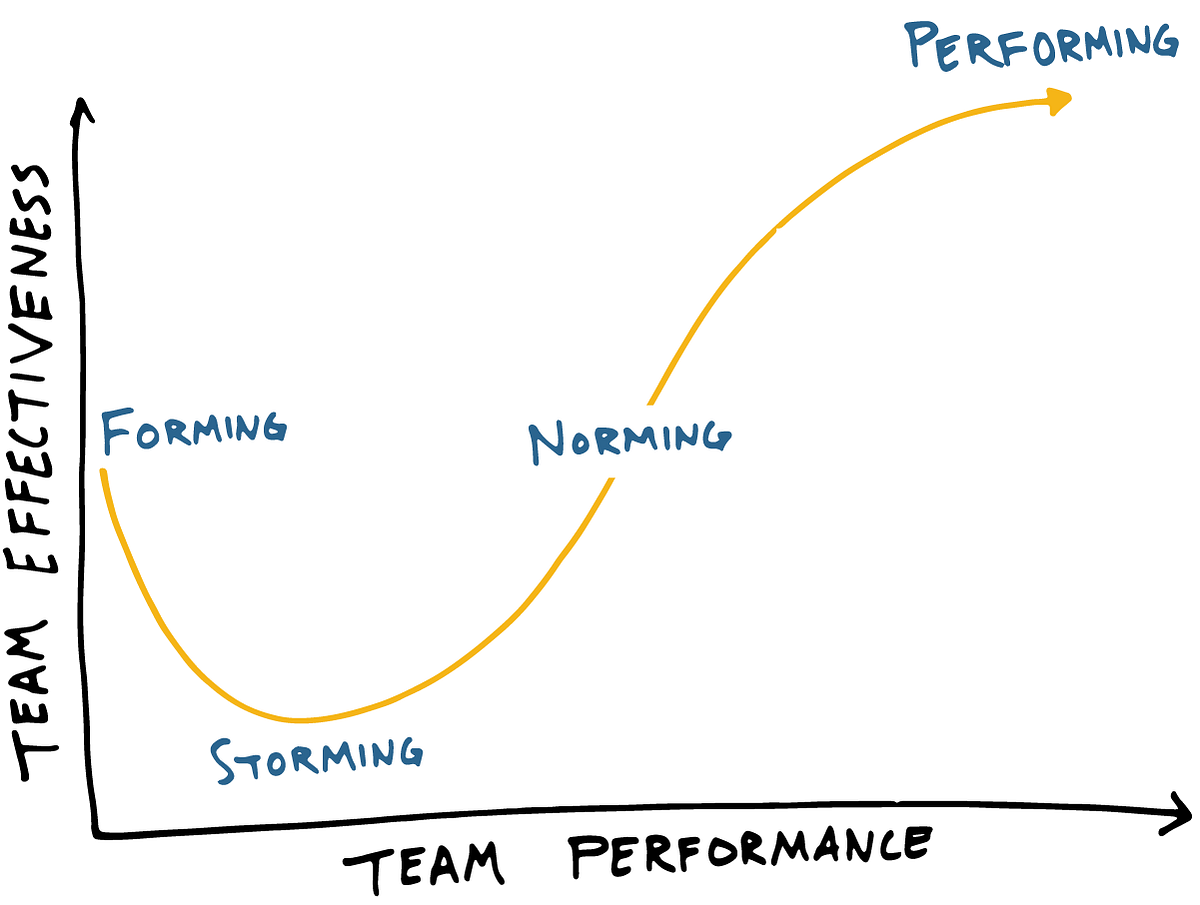 PERFORMING
TEAM EFFECTIVENESS
FORMING
NORMING
STORMING
TEAM PERFORMANCE